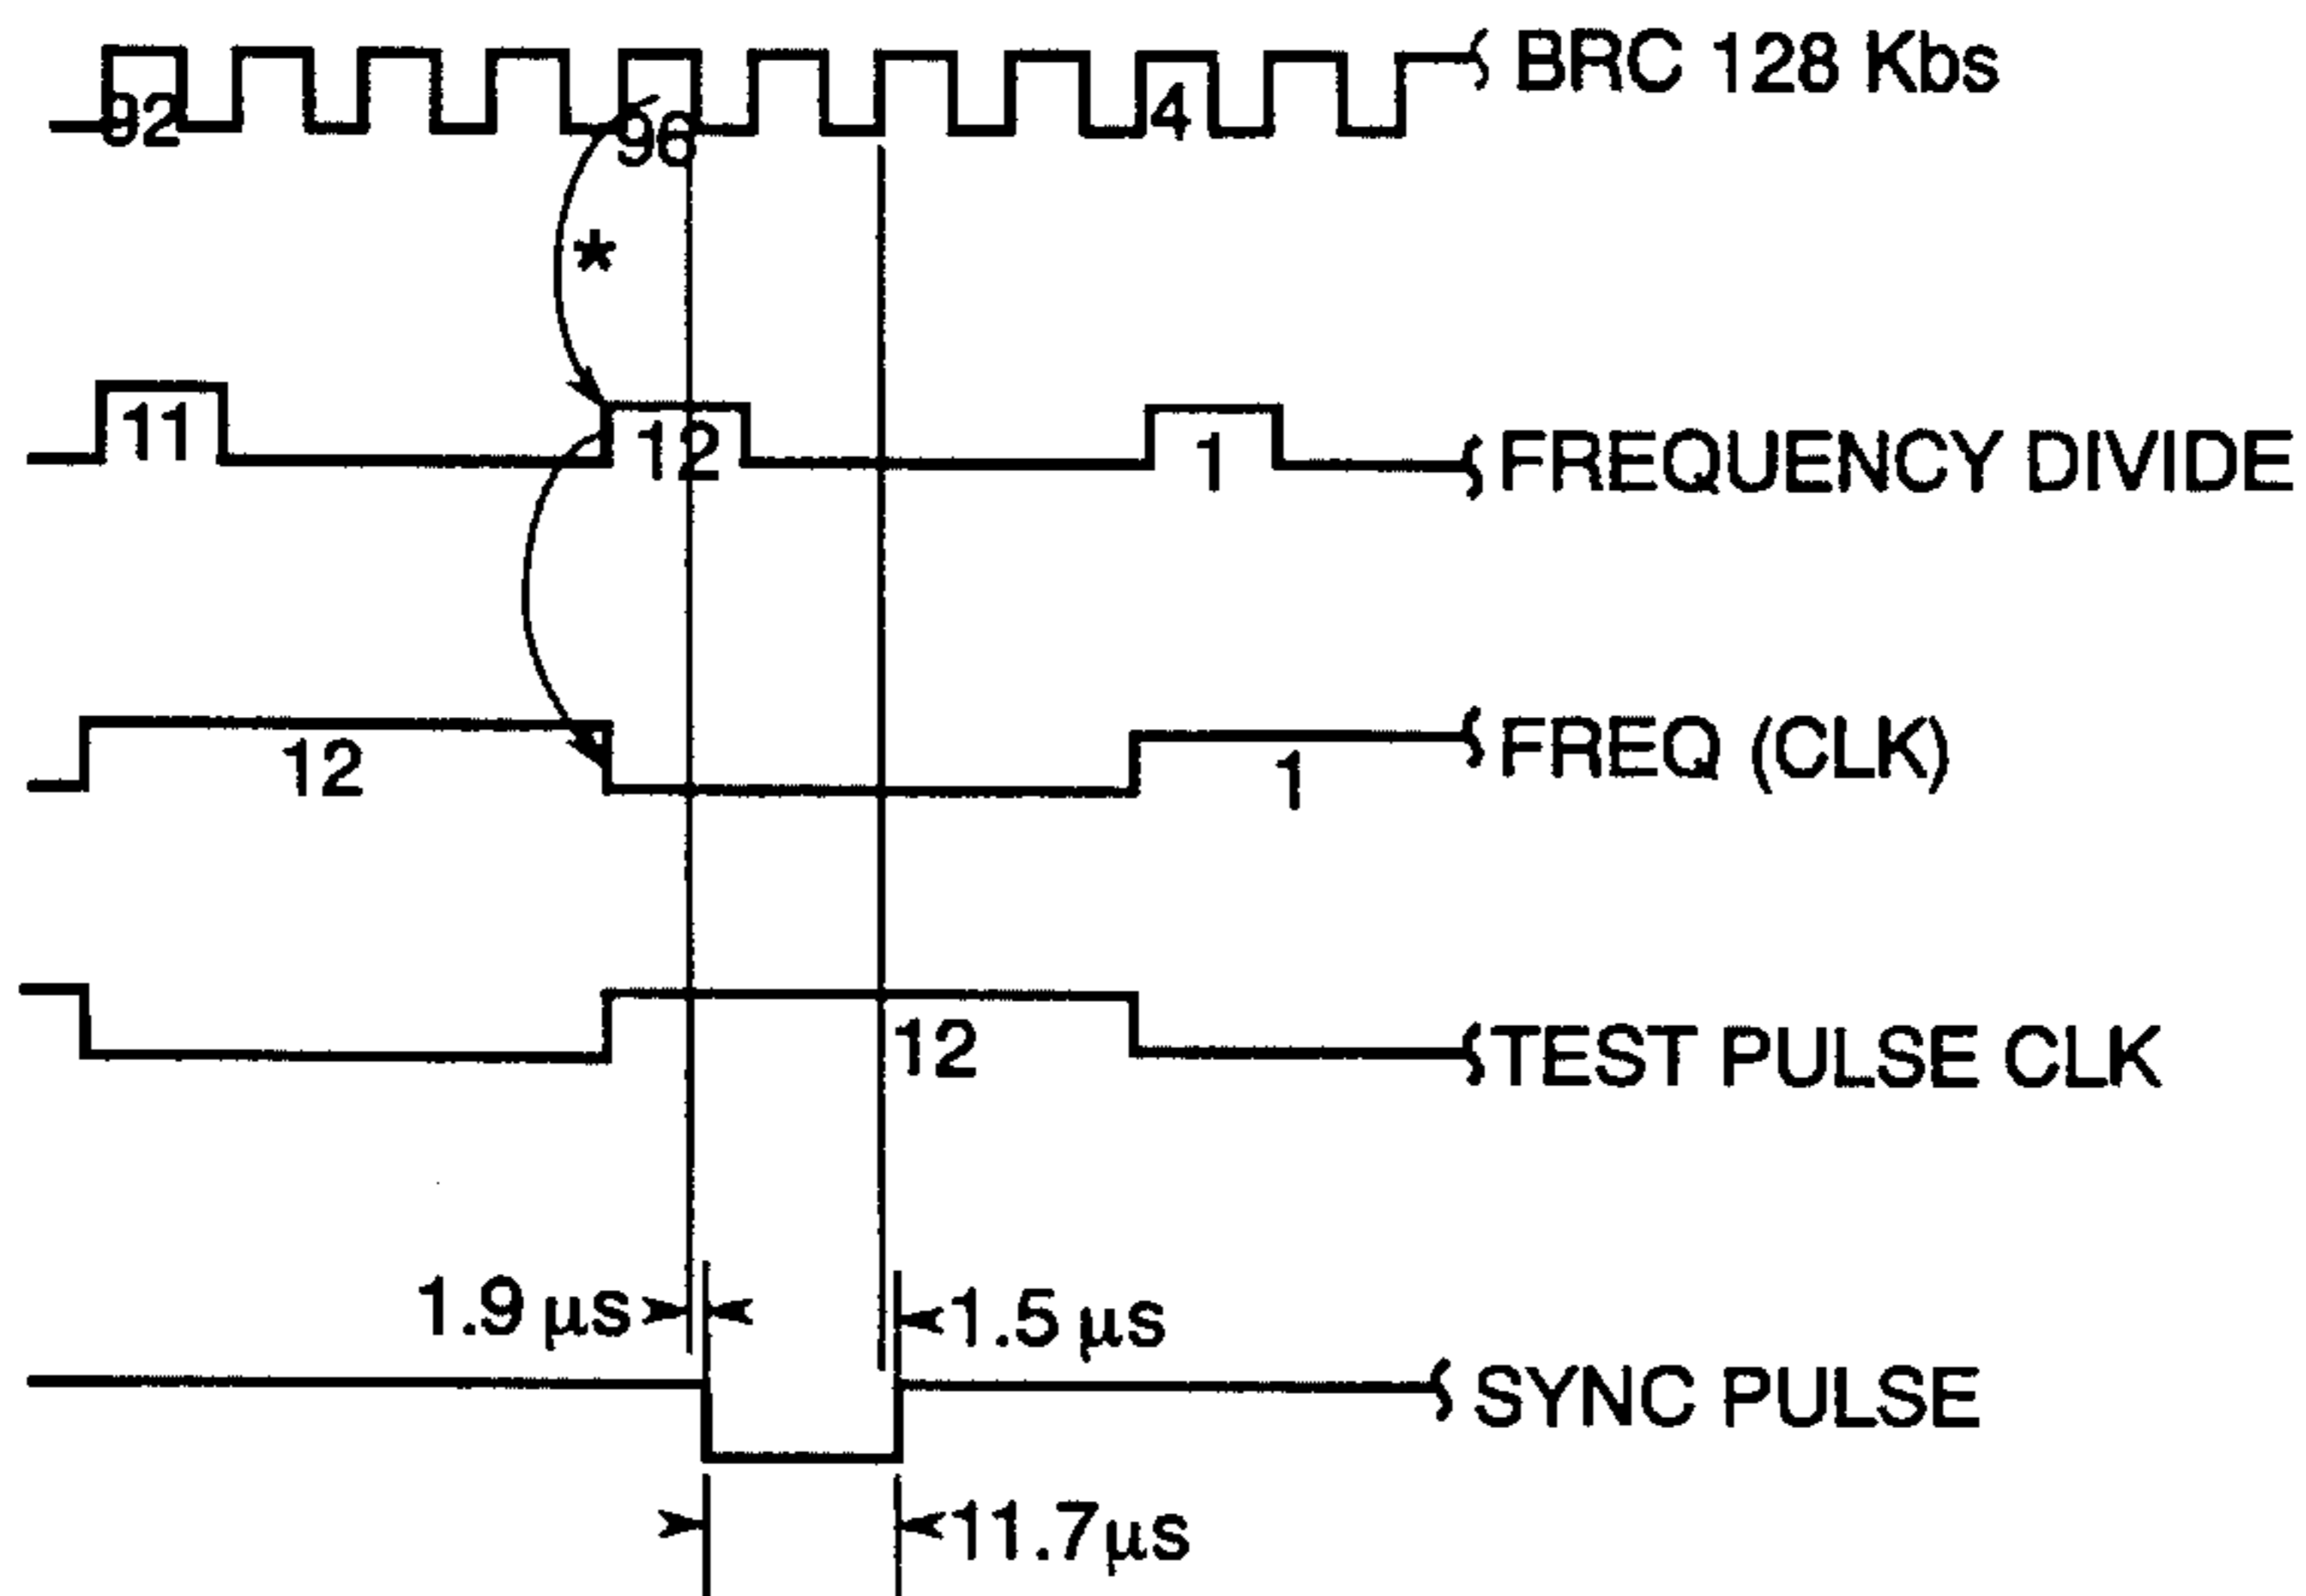 92 96 4 BRC 128 Kbs
*
11 12 1 FREQUENCY DIVIDE
12 1 FREQ (CLK)
12 TEST PULSE CLK
1.9 μs 1.5 μs
SYNC PULSE
11.7μs